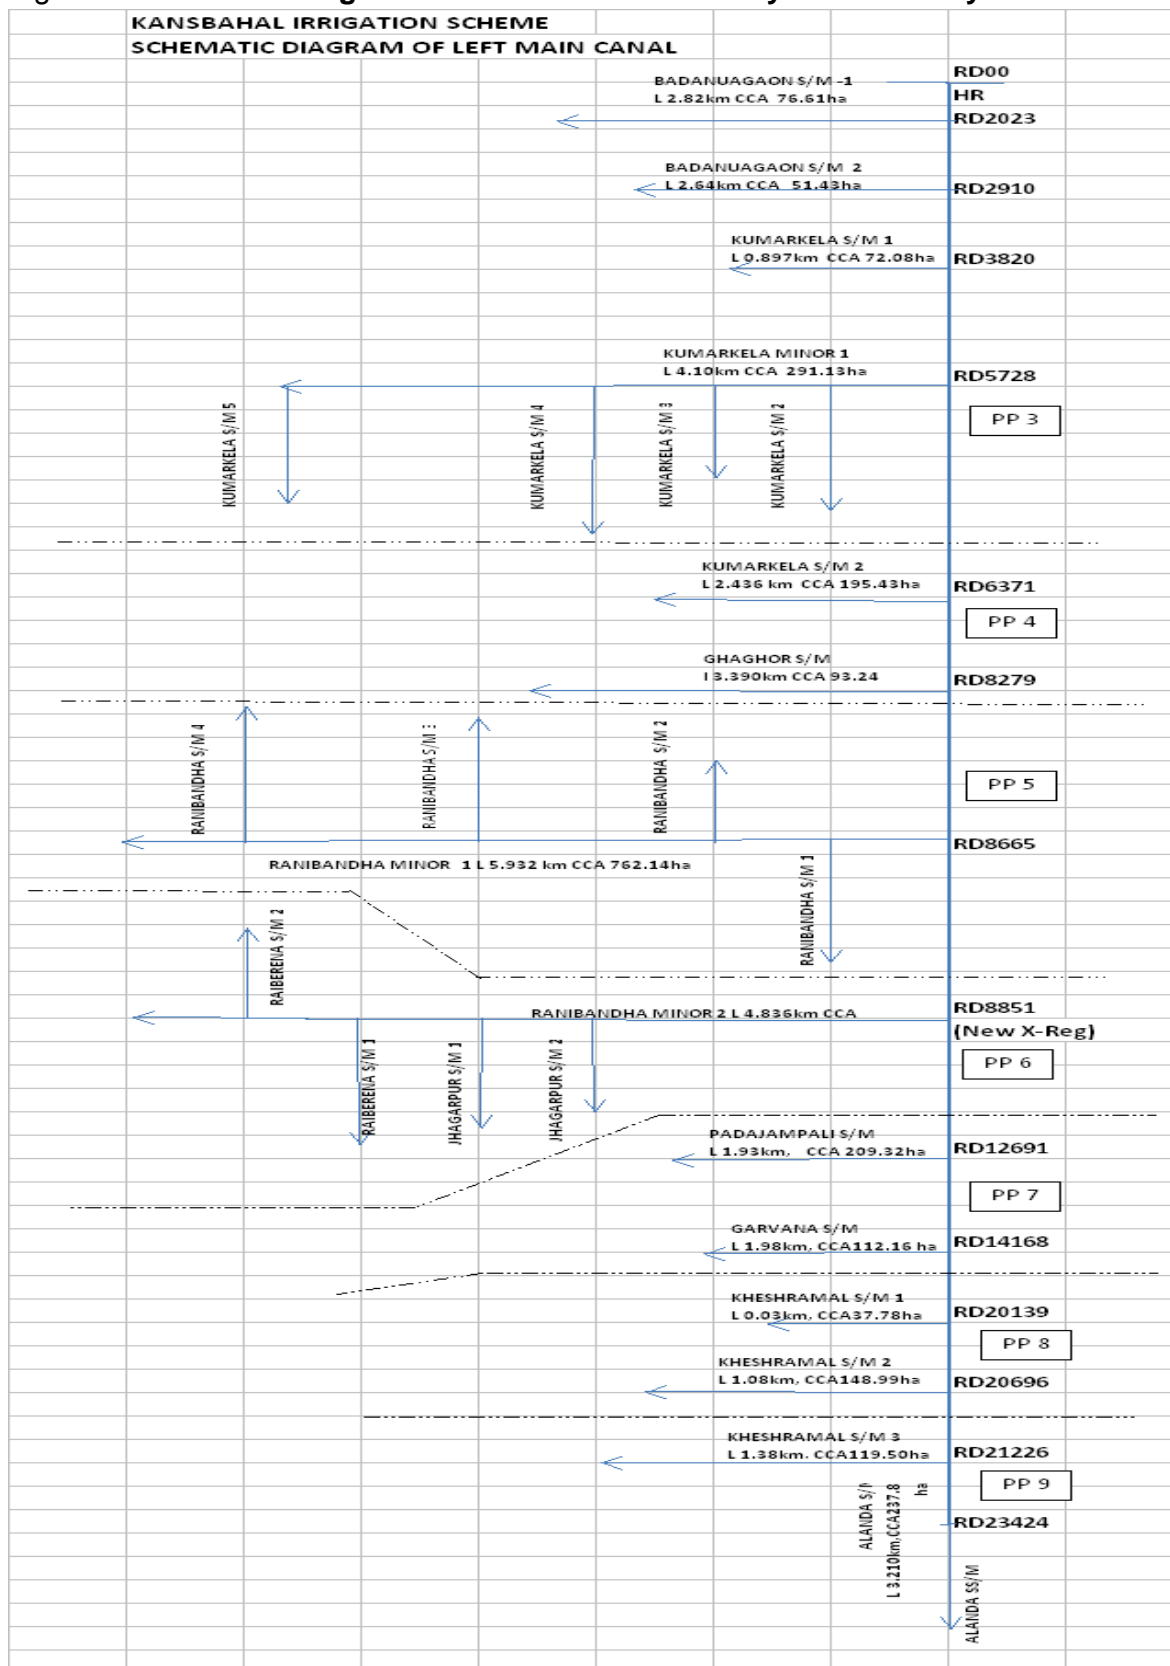 KANSBAHAL IRRIGATION SCHEME
SCHEMATIC DIAGRAM OF LEFT MAIN CANAL
RD00
BADANUAGAON S/M -1
L 2.82km CCA 76.61ha
HR
RD2023
BADANUAGAON S/M 2
L 2.64km CCA 51.43ha
RD2910
KUMARKELA S/M 1
L 0.897km CCA 72.08ha
RD3820
KUMARKELA MINOR 1
L 4.10km CCA 291.13ha
RD5728
PP 3
KUMARKELA S/M 5
KUMARKELA S/M 4
KUMARKELA S/M 3
KUMARKELA S/M 2
KUMARKELA S/M 2
L 2.436 km CCA 195.43ha
RD6371
PP 4
GHAGHOR S/M
l 3.390km CCA 93.24
RD8279
RANIBANDHA S/M 4
RANIBANDHA S/M 3
RANIBANDHA S/M 2
PP 5
RD8665
RANIBANDHA MINOR 1 L 5.932 km CCA 762.14ha
RANIBANDHA S/M 1
RAIBERENA S/M 2
RD8851
RANIBANDHA MINOR 2 L 4.836km CCA
(New X-Reg)
PP 6
RAIBERENA S/M 1
JHAGARPUR S/M 1
JHAGARPUR S/M 2
PADAJAMPALI S/M
L 1.93km, CCA 209.32ha
RD12691
PP 7
GARVANA S/M
L 1.98km, CCA112.16 ha
RD14168
KHESHRAMAL S/M 1
L 0.03km, CCA37.78ha
RD20139
PP 8
KHESHRAMAL S/M 2
L 1.08km, CCA148.99ha
RD20696
KHESHRAMAL S/M 3
L 1.38km. CCA119.50ha
RD21226
PP 9
ALANDA S/
L 3.210km,CCA237.8
ha
RD23424
ALANDA SS/M